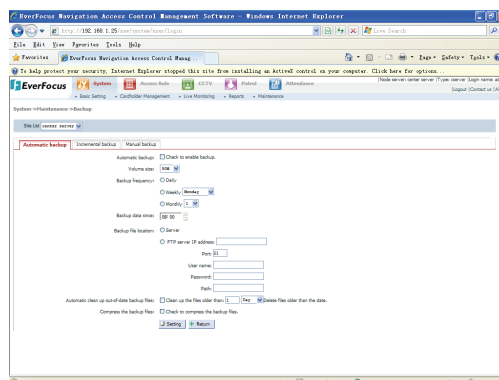 EverFocus Navigation Access Control Management Software - Windows Internet Explorer
http://192.168.1.25/nav/system/nav/user/login
Live Search
File Edit View Favorites Tools Help
Favorites EverFocus Navigation Access Control Manag...
Page Safety Tools
To help protect your security, Internet Explorer stopped this site from installing an ActiveX control on your computer. Click here for options...
EverFocus System Access Rule CCTV Patrol Attendance
|Node server: center server |Type: cserver |Login name: ad
|Logout |Contact us |A
Basic Setting Cardholder Management Live Monitoring Reports Maintenance
System->Maintenance->Backup
Site List center server
Automatic backup Incremental backup Manual backup
Automatic backup: Check to enable backup.
Volume size:
Backup frequency: Daily
Weekly Monday
Monthly 1
Backup data since: 00:00
Backup file location: Server
FTP server IP address:
Port: 21
User name:
Password:
Path:
Automatic clean up out-of-date backup files: Clean up the files older than: 1 Day Delete files older than the date.
Compress the backup files: Check to compress the backup files.
Setting Return